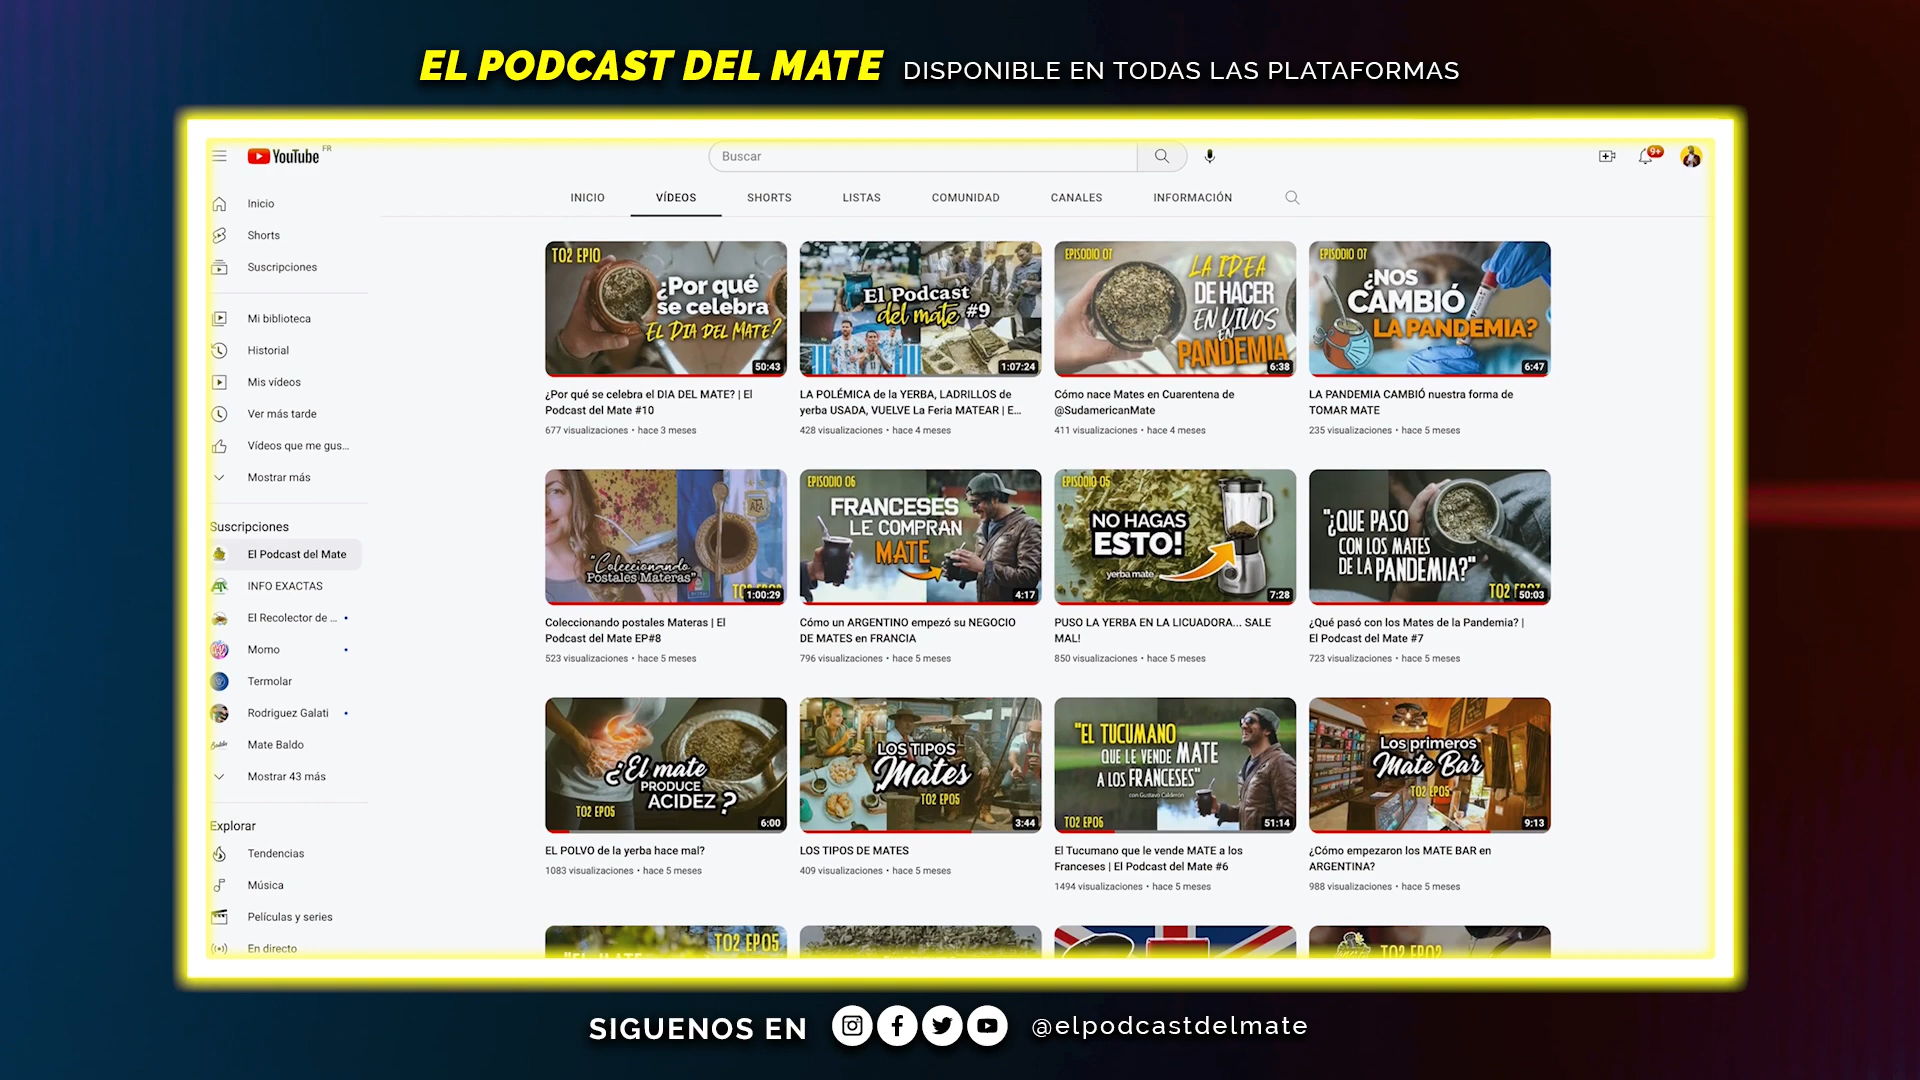 EL PODCAST DEL MATE DISPONIBLE EN TODAS LAS PLATAFORMAS
YouTube FR
Buscar
9+
INICIO VÍDEOS SHORTS LISTAS COMUNIDAD CANALES INFORMACIÓN
Inicio
Shorts
Suscripciones
Mi biblioteca
Historial
Mis vídeos
Ver más tarde
Vídeos que me gus...
Mostrar más
Suscripciones
El Podcast del Mate
INFO EXACTAS
El Recolector de ...
Momo
Termolar
Rodriguez Galati
Mate Baldo
Mostrar 43 más
Explorar
Tendencias
Música
Películas y series
En directo
T02 EP10
¿Por qué
se celebra
EL DIA DEL MATE?
50:43
¿Por qué se celebra el DIA DEL MATE? | El
Podcast del Mate #10
677 visualizaciones • hace 3 meses
El Podcast
del mate #9
1:07:24
LA POLÉMICA de la YERBA, LADRILLOS de
yerba USADA, VUELVE La Feria MATEAR | E...
428 visualizaciones • hace 4 meses
EPISODIO 07
LA IDEA
DE HACER
EN VIVOS
EN
PANDEMIA
6:38
Cómo nace Mates en Cuarentena de
@SudamericanMate
411 visualizaciones • hace 4 meses
EPISODIO 07
¿NOS
CAMBIÓ
LA PANDEMIA?
6:47
LA PANDEMIA CAMBIÓ nuestra forma de
TOMAR MATE
235 visualizaciones • hace 5 meses
"Coleccionando
Postales Materas"
1:00:29
Coleccionando postales Materas | El
Podcast del Mate EP#8
523 visualizaciones • hace 5 meses
EPISODIO 06
FRANCESES
LE COMPRAN
MATE
4:17
Cómo un ARGENTINO empezó su NEGOCIO
DE MATES en FRANCIA
796 visualizaciones • hace 5 meses
EPISODIO 05
NO HAGAS
ESTO!
yerba mate
7:28
PUSO LA YERBA EN LA LICUADORA... SALE
MAL!
850 visualizaciones • hace 5 meses
"¿QUE PASO
CON LOS MATES
DE LA PANDEMIA?"
T02 EP07
50:03
¿Qué pasó con los Mates de la Pandemia? |
El Podcast del Mate #7
723 visualizaciones • hace 5 meses
¿El mate
PRODUCE
ACIDEZ ?
T02 EP05
6:00
EL POLVO de la yerba hace mal?
1083 visualizaciones • hace 5 meses
LOS TIPOS
Mates
T02 EP05
3:44
LOS TIPOS DE MATES
409 visualizaciones • hace 5 meses
"EL TUCUMANO
QUE LE VENDE MATE
A LOS FRANCESES"
con Gustavo Calderón
T02 EP06
51:14
El Tucumano que le vende MATE a los
Franceses | El Podcast del Mate #6
1494 visualizaciones • hace 5 meses
Los primeros
Mate Bar
T02 EP05
9:13
¿Cómo empezaron los MATE BAR en
ARGENTINA?
988 visualizaciones • hace 5 meses
T02 EP05
T02 EP02
SIGUENOS EN @elpodcastdelmate